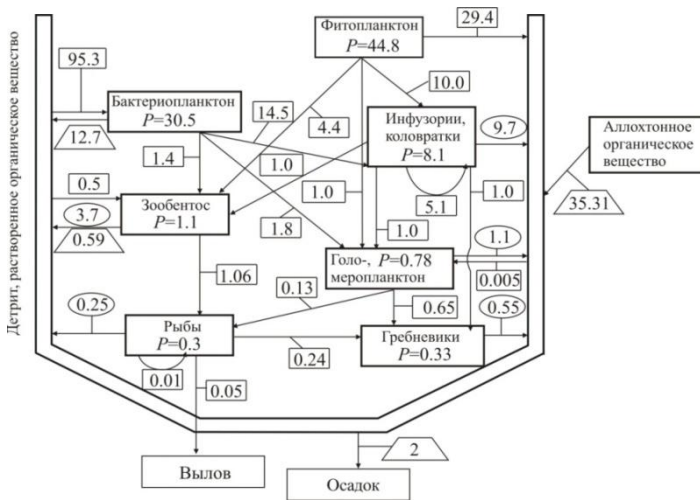 Детрит, растворенное органическое вещество
Фитопланктон
P=44.8
29.4
95.3
Бактериопланктон
P=30.5
14.5
4.4
10.0
Инфузории,
коловратки
P=8.1
9.7
Аллохтонное
органическое
вещество
12.7
1.4
1.0
0.5
Зообентос
P=1.1
3.7
0.59
1.0
5.1
1.0
35.31
1.8
1.0
Голо-, P=0.78
меропланктон
1.1
0.005
1.06
0.13
0.65
0.55
0.25
Рыбы
P=0.3
0.24
Гребневики
P=0.33
0.01
0.05
Вылов
Осадок
2